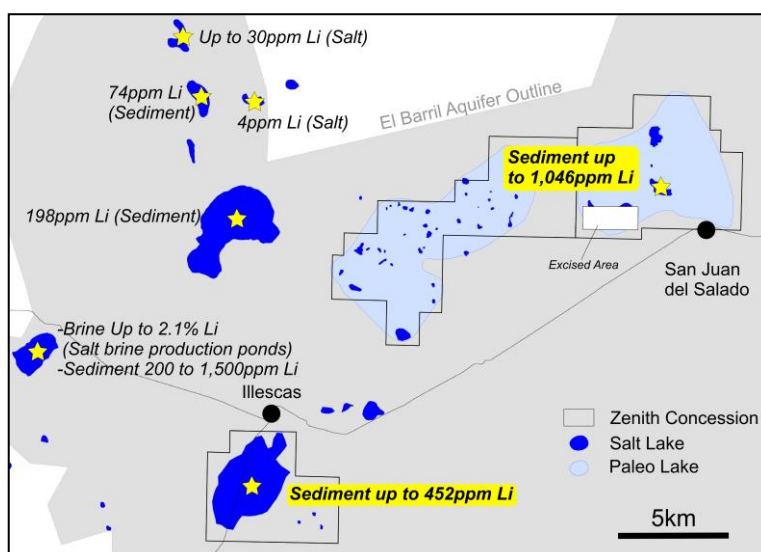 Up to 30ppm Li (Salt)
74ppm Li
(Sediment)
4ppm Li (Salt)
El Barril Aquifer Outline
Sediment up
to 1,046ppm Li
198ppm Li (Sediment)
Excised Area
San Juan
del Salado
-Brine Up to 2.1% Li
(Salt brine production ponds)
-Sediment 200 to 1,500ppm Li
Illescas
Zenith Concession
Salt Lake
Paleo Lake
Sediment up to 452ppm Li
5km